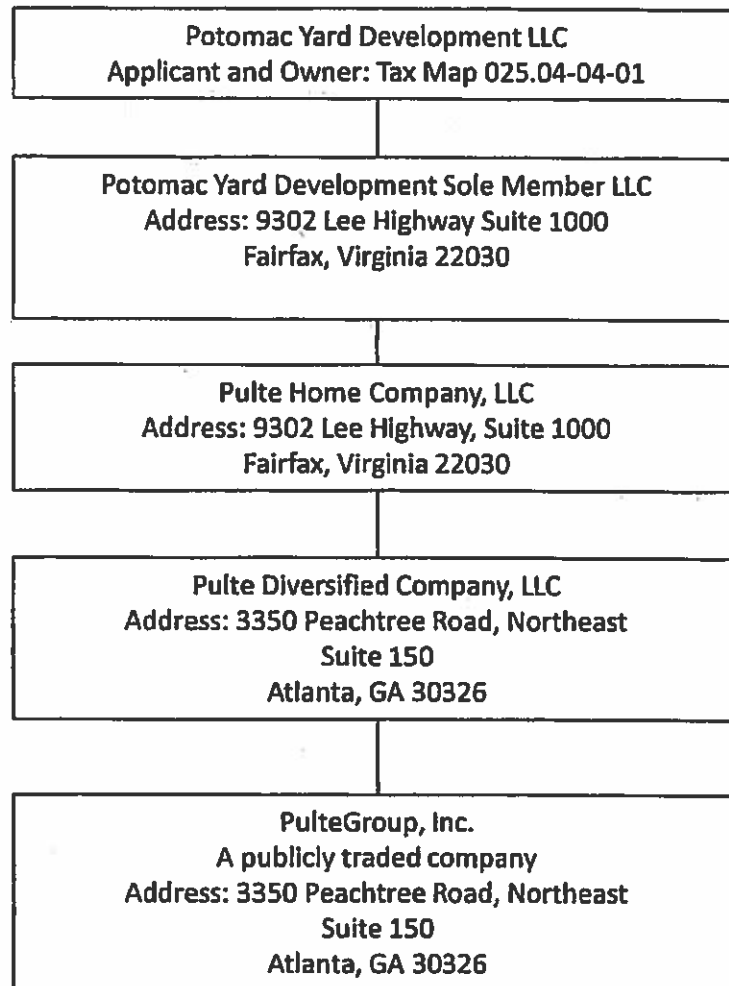 Potomac Yard Development LLC
Applicant and Owner: Tax Map 025.04-04-01
Potomac Yard Development Sole Member LLC
Address: 9302 Lee Highway Suite 1000
Fairfax, Virginia 22030
Pulte Home Company, LLC
Address: 9302 Lee Highway, Suite 1000
Fairfax, Virginia 22030
Pulte Diversified Company, LLC
Address: 3350 Peachtree Road, Northeast
Suite 150
Atlanta, GA 30326
PulteGroup, Inc.
A publicly traded company
Address: 3350 Peachtree Road, Northeast
Suite 150
Atlanta, GA 30326